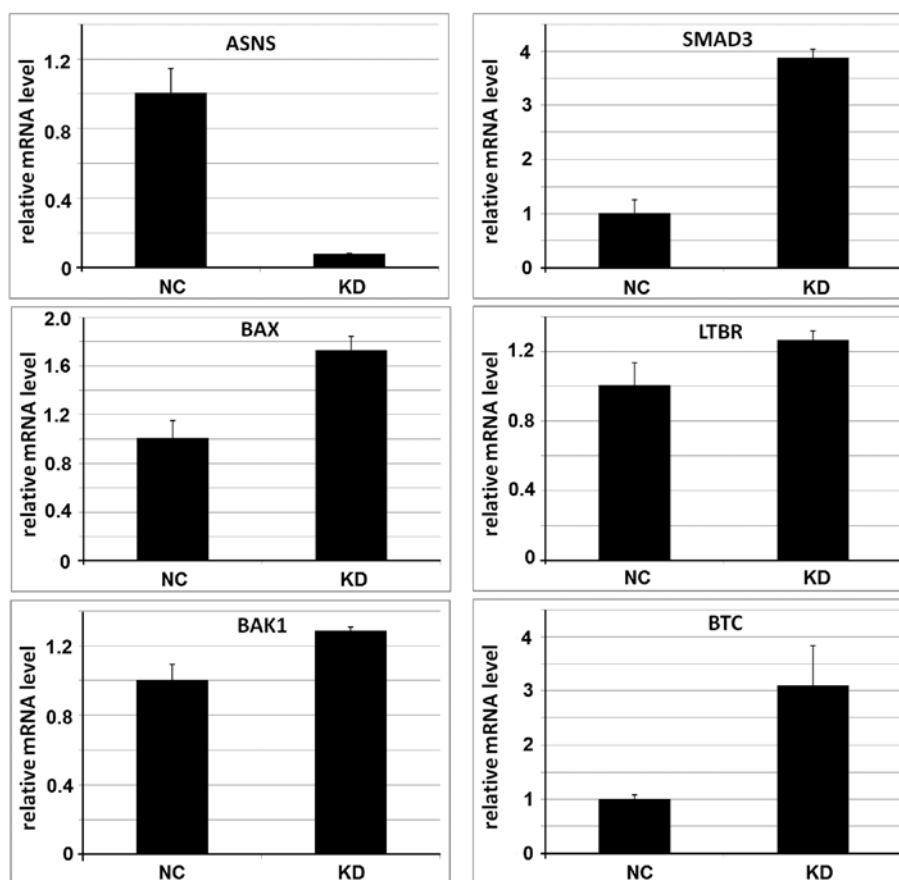 ASNS
relative mRNA level
1.2
0.8
0.4
0
NC KD
SMAD3
relative mRNA level
4
3
2
1
0
NC KD
BAX
relative mRNA level
2.0
1.6
1.2
0.8
0.4
0
NC KD
LTBR
relative mRNA level
1.2
0.8
0.4
0
NC KD
BAK1
relative mRNA level
1.2
0.8
0.4
0
NC KD
BTC
relative mRNA level
4
3
2
1
0
NC KD